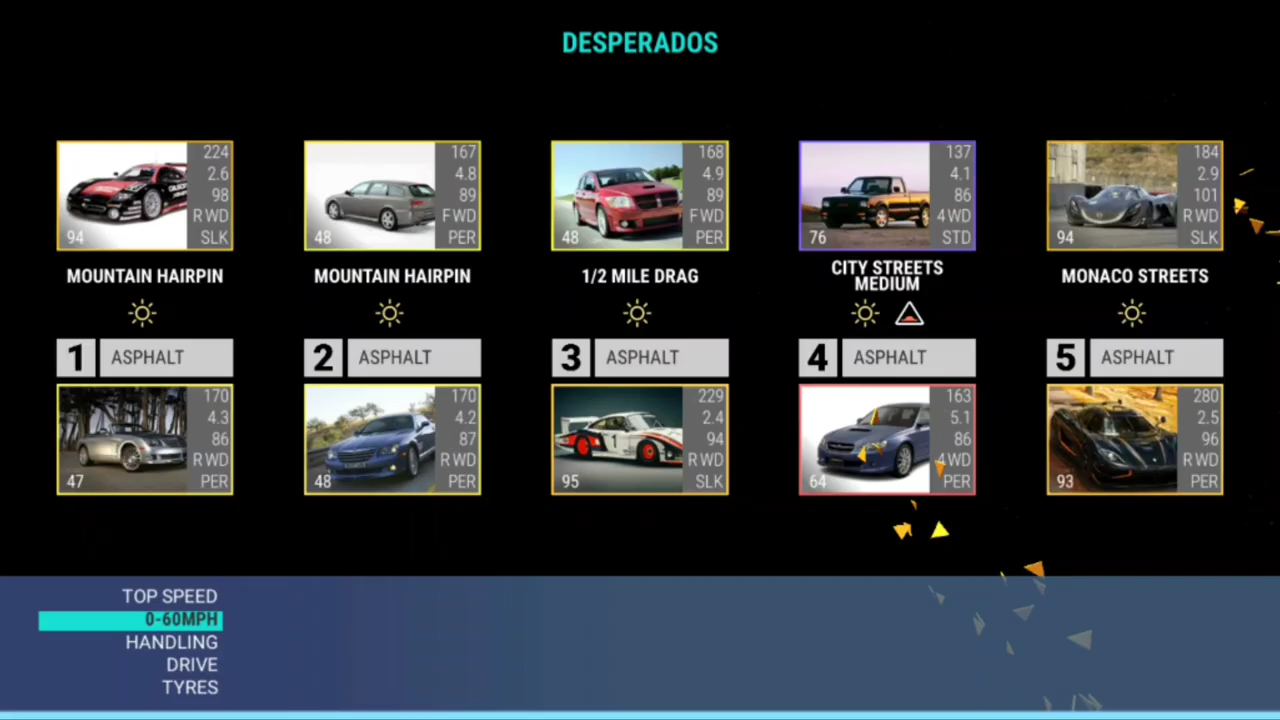 DESPERADOS
224
2.6
98
RWD
94 SLK
167
4.8
89
FWD
48 PER
168
4.9
89
FWD
48 PER
137
4.1
86
4WD
76 STD
184
2.9
101
RWD
94 SLK
MOUNTAIN HAIRPIN
MOUNTAIN HAIRPIN
1/2 MILE DRAG
CITY STREETS
MEDIUM
MONACO STREETS
1 ASPHALT
2 ASPHALT
3 ASPHALT
4 ASPHALT
5 ASPHALT
170
4.3
86
RWD
47 PER
170
4.2
87
RWD
48 PER
229
2.4
94
1
RWD
95 SLK
163
5.1
86
4WD
64 PER
280
2.5
96
RWD
93 PER
TOP SPEED
0-60MPH
HANDLING
DRIVE
TYRES